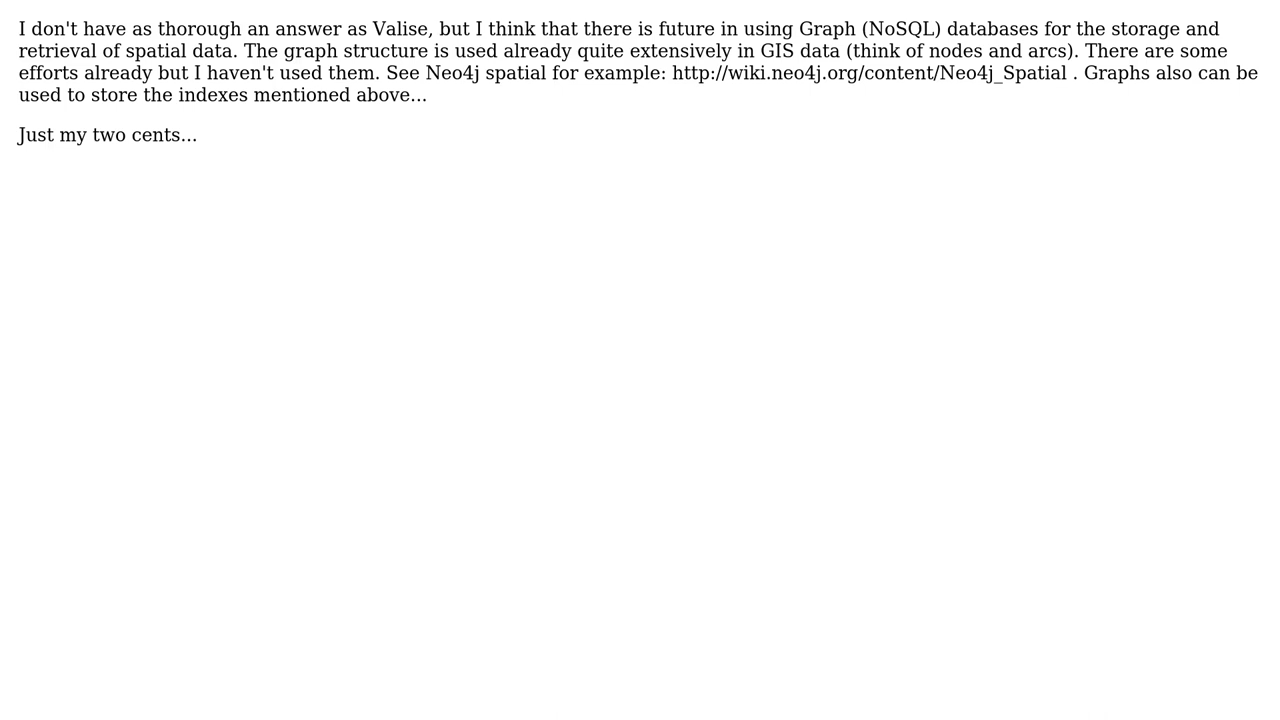 I don't have as thorough an answer as Valise, but I think that there is future in using Graph (NoSQL) databases for the storage and
retrieval of spatial data. The graph structure is used already quite extensively in GIS data (think of nodes and arcs). There are some
efforts already but I haven't used them. See Neo4j spatial for example: http://wiki.neo4j.org/content/Neo4j_Spatial . Graphs also can be
used to store the indexes mentioned above...
Just my two cents...